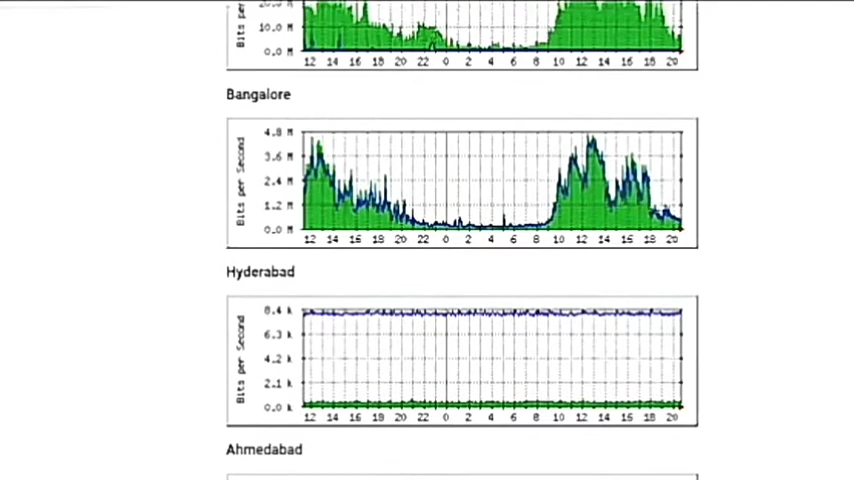 Bits per
10.0 M
0.0 M
12 14 16 18 20 22 0 2 4 6 8 10 12 14 16 18 20
Bangalore
Bits per Second
4.8 M
3.6 M
2.4 M
1.2 M
0.0 M
12 14 16 18 20 22 0 2 4 6 8 10 12 14 16 18 20
Hyderabad
Bits per Second
8.4 k
6.3 k
4.2 k
2.1 k
0.0 k
12 14 16 18 20 22 0 2 4 6 8 10 12 14 16 18 20
Ahmedabad